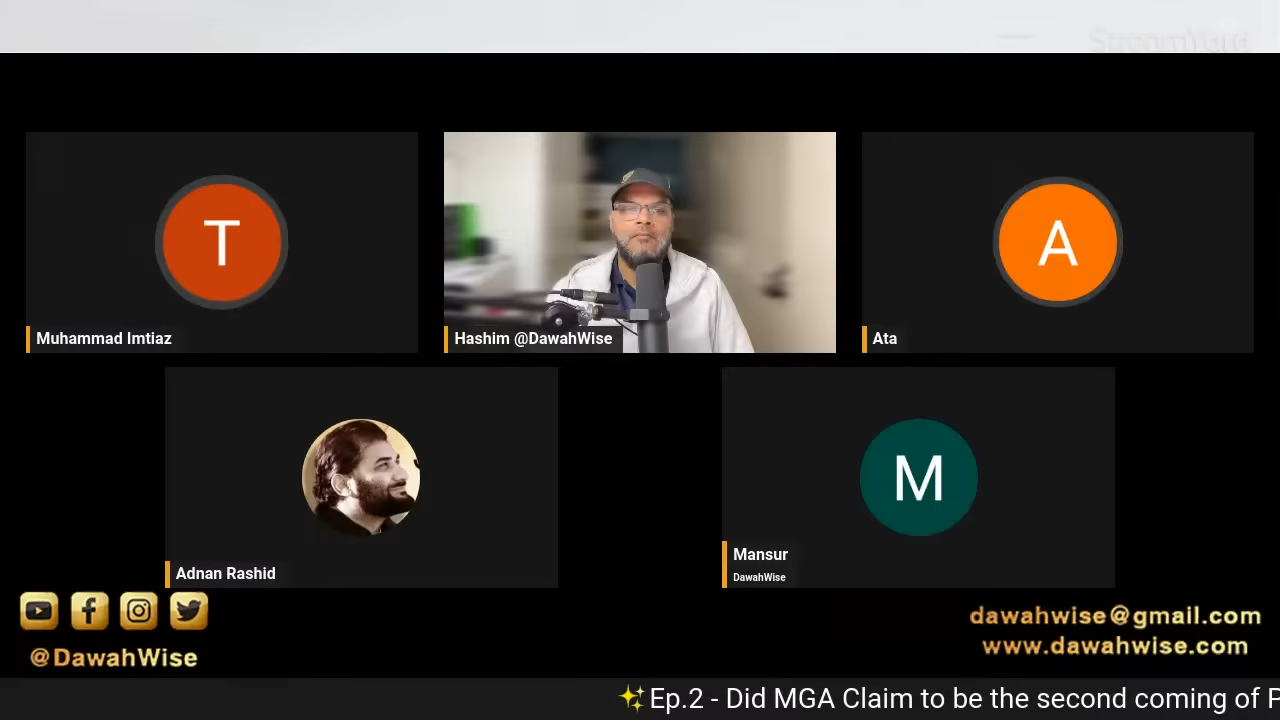 StreamYard
T
A
Muhammad Imtiaz
Hashim @DawahWise
Ata
M
Adnan Rashid
Mansur
DawahWise
@DawahWise
dawahwise@gmail.com
www.dawahwise.com
✨Ep.2 - Did MGA Claim to be the second coming of P